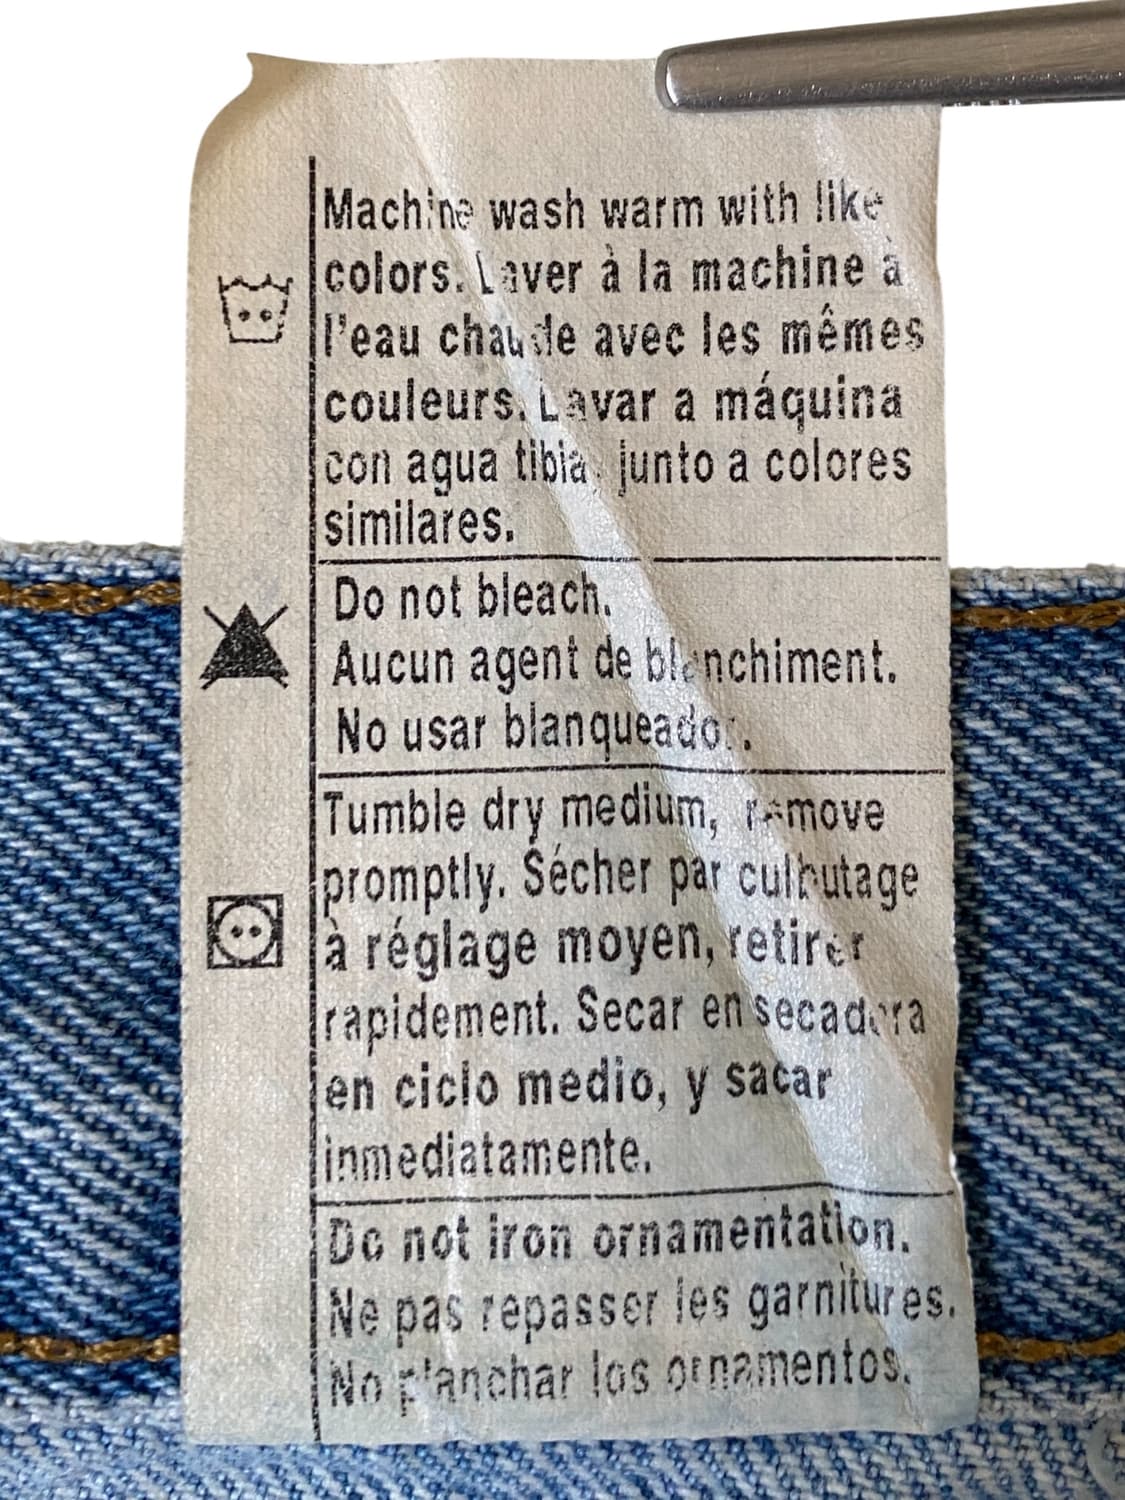 Machine wash warm with like
colors. Laver à la machine à
l'eau chaude avec les mêmes
couleurs. Lavar a máquina
con agua tibia, junto a colores
similares.
Do not bleach.
Aucun agent de blanchiment.
No usar blanqueador.
Tumble dry medium, remove
promptly. Sécher par culbutage
à réglage moyen, retirer
rapidement. Secar en secadora
en ciclo medio, y sacar
inmediatamente.
Do not iron ornamentation.
Ne pas repasser les garnitures.
No planchar los ornamentos.